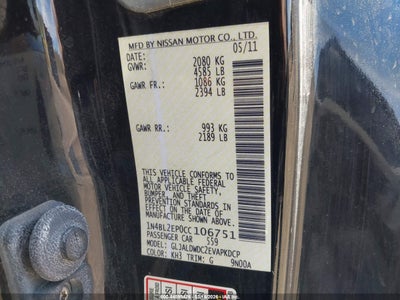 MFD BY NISSAN MOTOR CO., LTD.
DATE: 05/11
GVWR: 2080 KG
4585 LB
GAWR FR.: 1086 KG
2394 LB
GAWR RR.: 993 KG
2189 LB
THIS VEHICLE CONFORMS TO
ALL APPLICABLE FEDERAL
MOTOR VEHICLE SAFETY,
BUMPER, AND THEFT
PREVENTION STANDARDS
IN EFFECT ON THE DATE OF
MANUFACTURE SHOWN ABOVE.
1N4BL2EP0CC106751
PASSENGER CAR 559
MODEL: GLJALDWDC2EVAPKDCP
COLOR: KH3 TRIM: G 9N00A